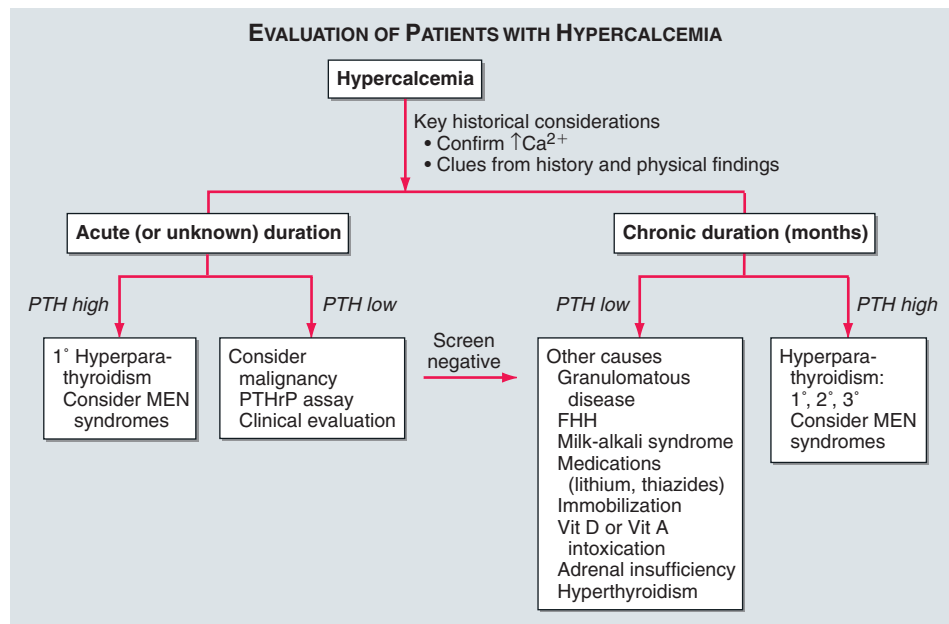 EVALUATION OF PATIENTS WITH HYPERCALCEMIA
Hypercalcemia
Key historical considerations
• Confirm ↑Ca2+
• Clues from history and physical findings
Acute (or unknown) duration
Chronic duration (months)
PTH high
PTH low
PTH low
PTH high
1° Hyperpara-
thyroidism
Consider MEN
syndromes
Consider
malignancy
PTHrP assay
Clinical evaluation
Screen
negative
Other causes
Granulomatous
disease
FHH
Milk-alkali syndrome
Medications
(lithium, thiazides)
Immobilization
Vit D or Vit A
intoxication
Adrenal insufficiency
Hyperthyroidism
Hyperpara-
thyroidism:
1°, 2°, 3°
Consider MEN
syndromes